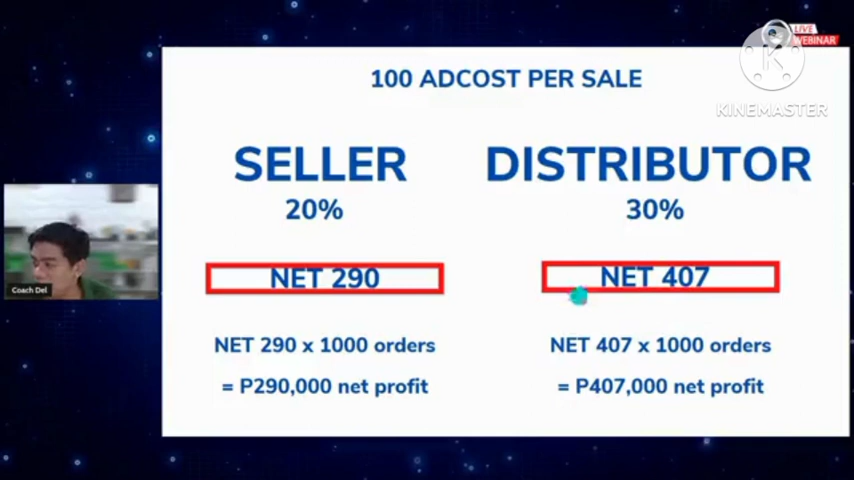 LIVE
WEBINAR
KINEMASTER
100 ADCOST PER SALE
SELLER
DISTRIBUTOR
20%
30%
NET 290
NET 407
NET 290 x 1000 orders
NET 407 x 1000 orders
= P290,000 net profit
= P407,000 net profit
Coach Del